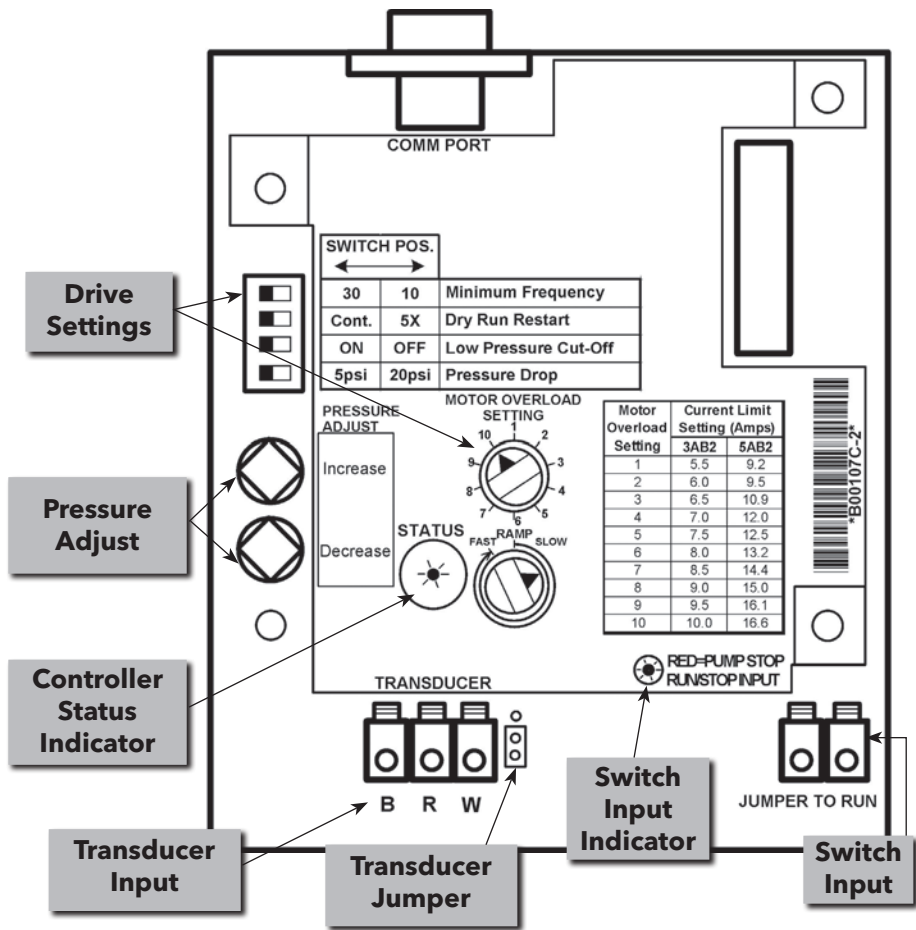 COMM PORT
SWITCH POS.
30 10 Minimum Frequency
Cont. 5X Dry Run Restart
ON OFF Low Pressure Cut-Off
5psi 20psi Pressure Drop
Drive
Settings
PRESSURE
ADJUST
Increase
Decrease
MOTOR OVERLOAD
SETTING
1
2
3
4
5
6
7
8
9
10
Motor Overload Setting Current Limit Setting (Amps)
3AB2 5AB2
1 5.5 9.2
2 6.0 9.5
3 6.5 10.9
4 7.0 12.0
5 7.5 12.5
6 8.0 13.2
7 8.5 14.4
8 9.0 15.0
9 9.5 16.1
10 10.0 16.6
*B00107C-2*
Pressure
Adjust
STATUS
RAMP
FAST SLOW
Controller
Status
Indicator
RED=PUMP STOP
RUN/STOP INPUT
TRANSDUCER
B R W
JUMPER TO RUN
Transducer
Input
Transducer
Jumper
Switch
Input
Indicator
Switch
Input